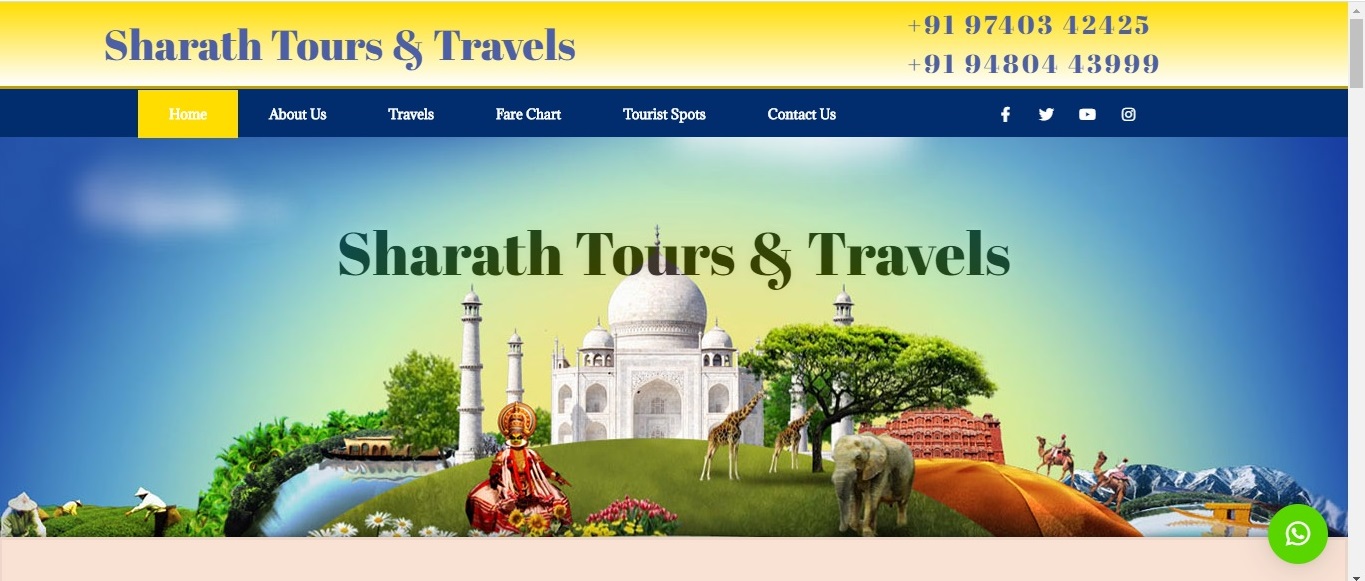 Sharath Tours & Travels
+91 97403 42425
+91 94804 43999
Home About Us Travels Fare Chart Tourist Spots Contact Us
Sharath Tours & Travels